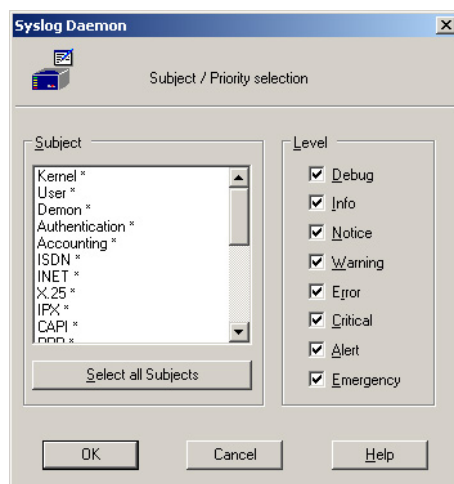 Syslog Daemon
Subject / Priority selection
Subject
Kernel *
User *
Demon *
Authentication *
Accounting *
ISDN *
INET *
X.25 *
IPX *
CAPI *
Select all Subjects
Level
Debug
Info
Notice
Warning
Error
Critical
Alert
Emergency
OK
Cancel
Help